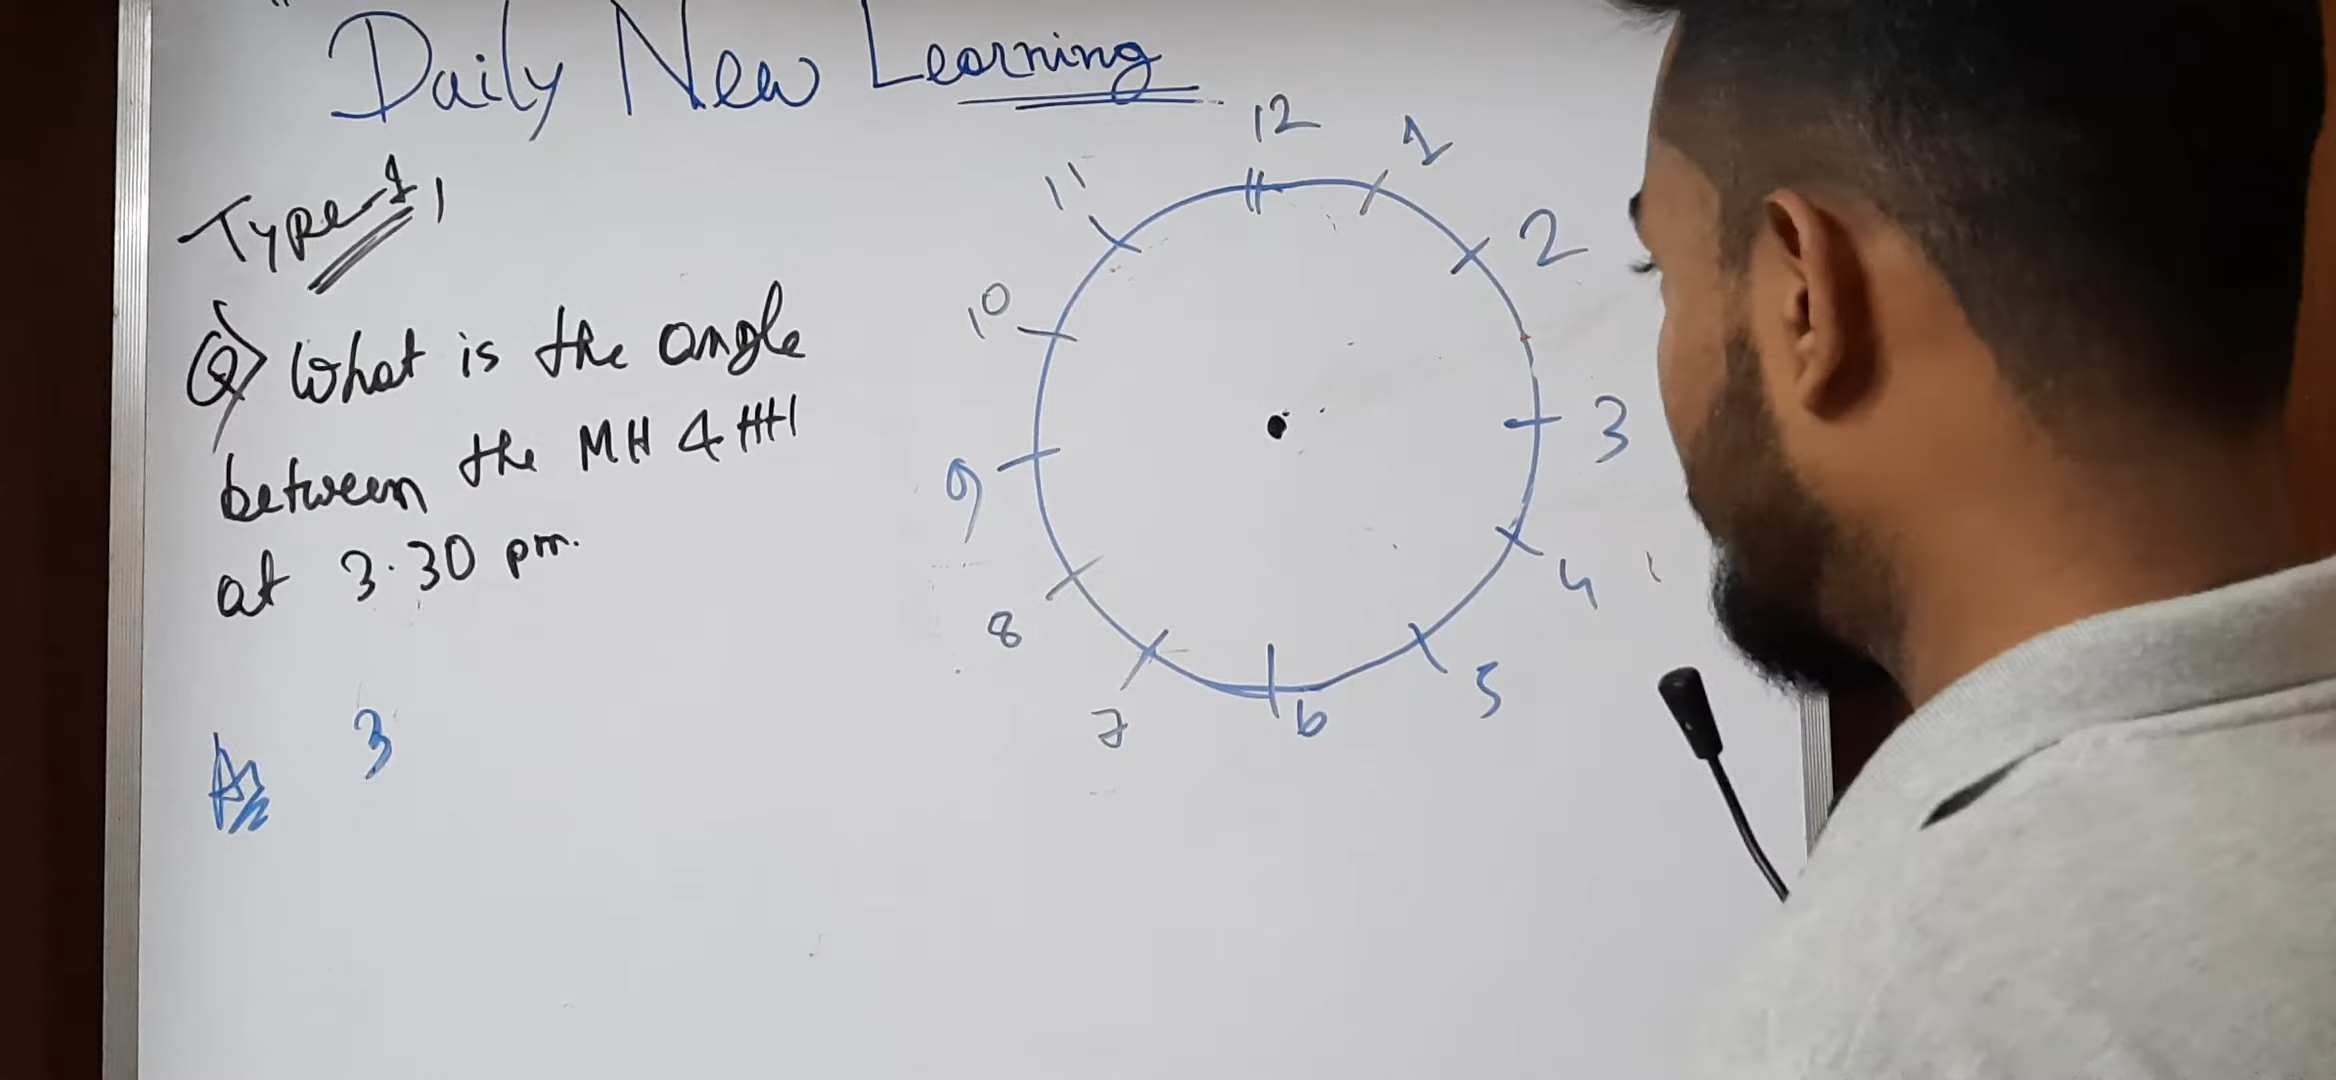 Daily New Learning
Type-1,
Q) What is the angle
between the MH & HH
at 3.30 pm.
Ans 3
12
1
2
3
4
5
6
7
8
9
10
11